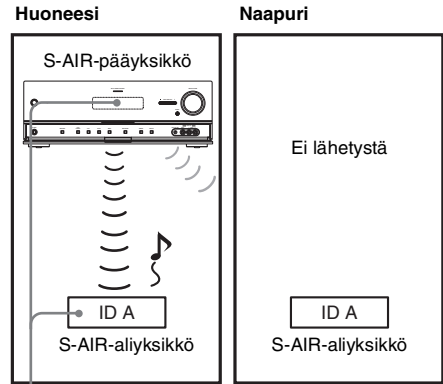 Huoneesi
Naapuri
S-AIR-pääyksikkö
Ei lähetystä
ID A
ID A
S-AIR-aliyksikkö
S-AIR-aliyksikkö